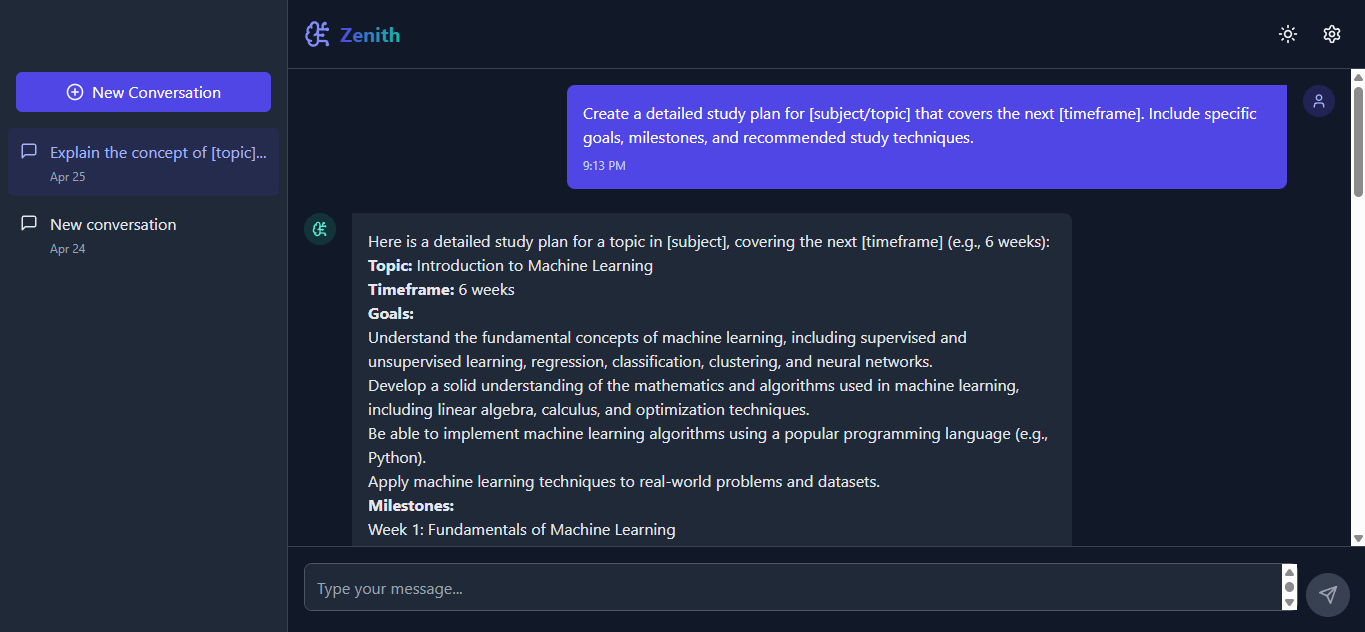 Zenith
New Conversation
Explain the concept of [topic]...
Apr 25
New conversation
Apr 24
Create a detailed study plan for [subject/topic] that covers the next [timeframe]. Include specific
goals, milestones, and recommended study techniques.
9:13 PM
Here is a detailed study plan for a topic in [subject], covering the next [timeframe] (e.g., 6 weeks):
Topic: Introduction to Machine Learning
Timeframe: 6 weeks
Goals:
Understand the fundamental concepts of machine learning, including supervised and
unsupervised learning, regression, classification, clustering, and neural networks.
Develop a solid understanding of the mathematics and algorithms used in machine learning,
including linear algebra, calculus, and optimization techniques.
Be able to implement machine learning algorithms using a popular programming language (e.g.,
Python).
Apply machine learning techniques to real-world problems and datasets.
Milestones:
Week 1: Fundamentals of Machine Learning
Type your message...